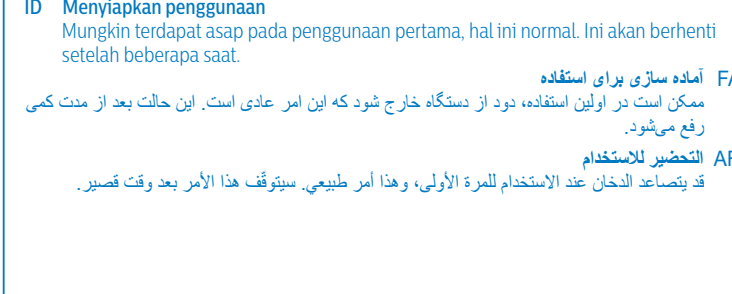 ID Menyiapkan penggunaan
Mungkin terdapat asap pada penggunaan pertama, hal ini normal. Ini akan berhenti
setelah beberapa saat.
FA آماده سازی برای استفاده
ممکن است در اولین استفاده، دود از دستگاه خارج شود که این امر عادی است. این حالت بعد از مدت کمی
رفع می‌شود.
AR التحضير للاستخدام
قد يتصاعد الدخان عند الاستخدام للمرة الأولى، وهذا أمر طبيعي. سيتوقّف هذا الأمر بعد وقت قصير.